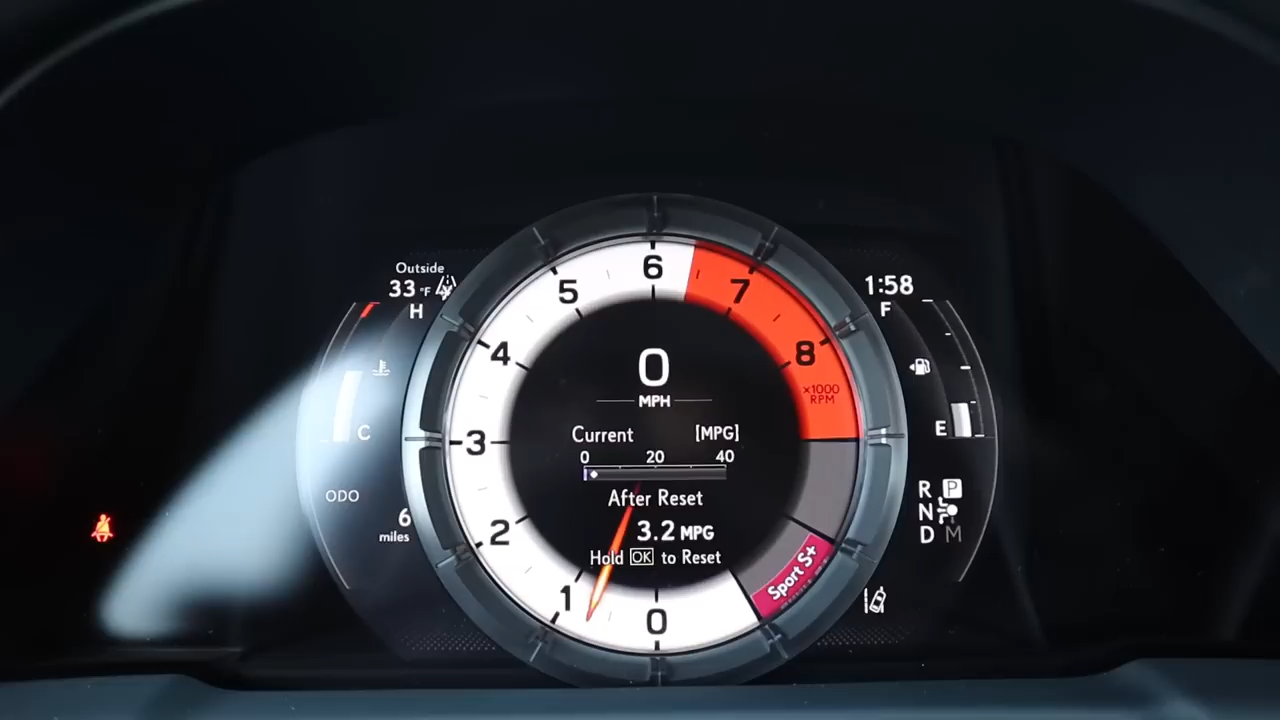 Outside
33 °F
H
C
ODO
6
miles
0
1
2
3
4
5
6
7
8
×1000
RPM
Sport S+
0
MPH
Current [MPG]
0 20 40
After Reset
3.2 MPG
Hold OK to Reset
1:58
F
E
R P
N
D M